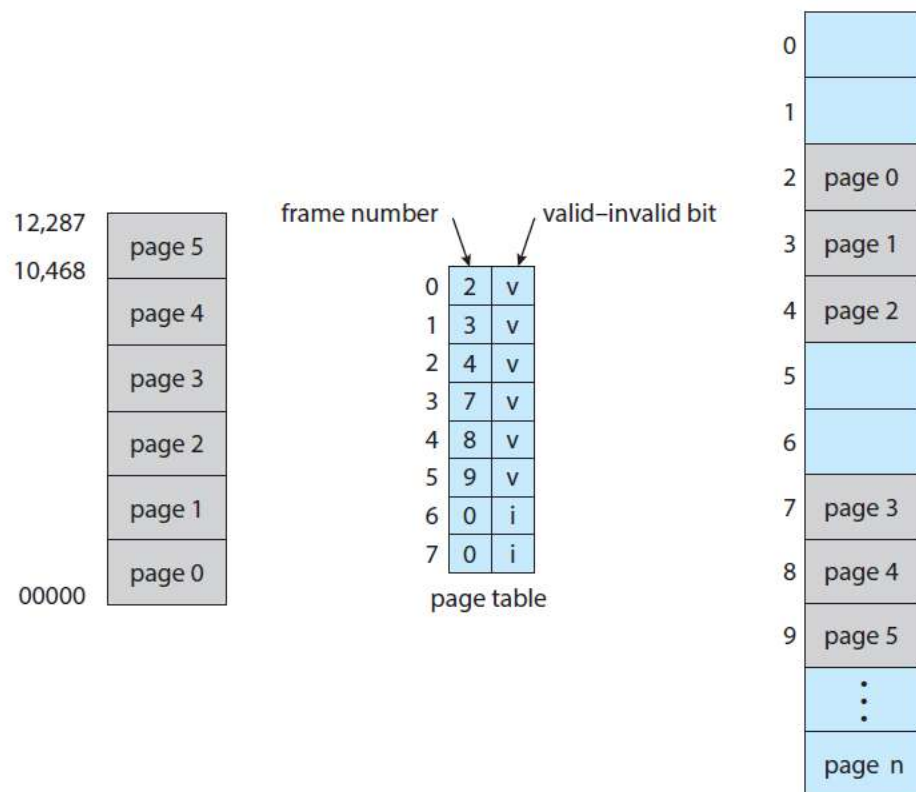 12,287
page 5
10,468
page 4
page 3
page 2
page 1
page 0
00000
frame number
valid–invalid bit
0 2 v
1 3 v
2 4 v
3 7 v
4 8 v
5 9 v
6 0 i
7 0 i
page table
0
1
2 page 0
3 page 1
4 page 2
5
6
7 page 3
8 page 4
9 page 5
page n